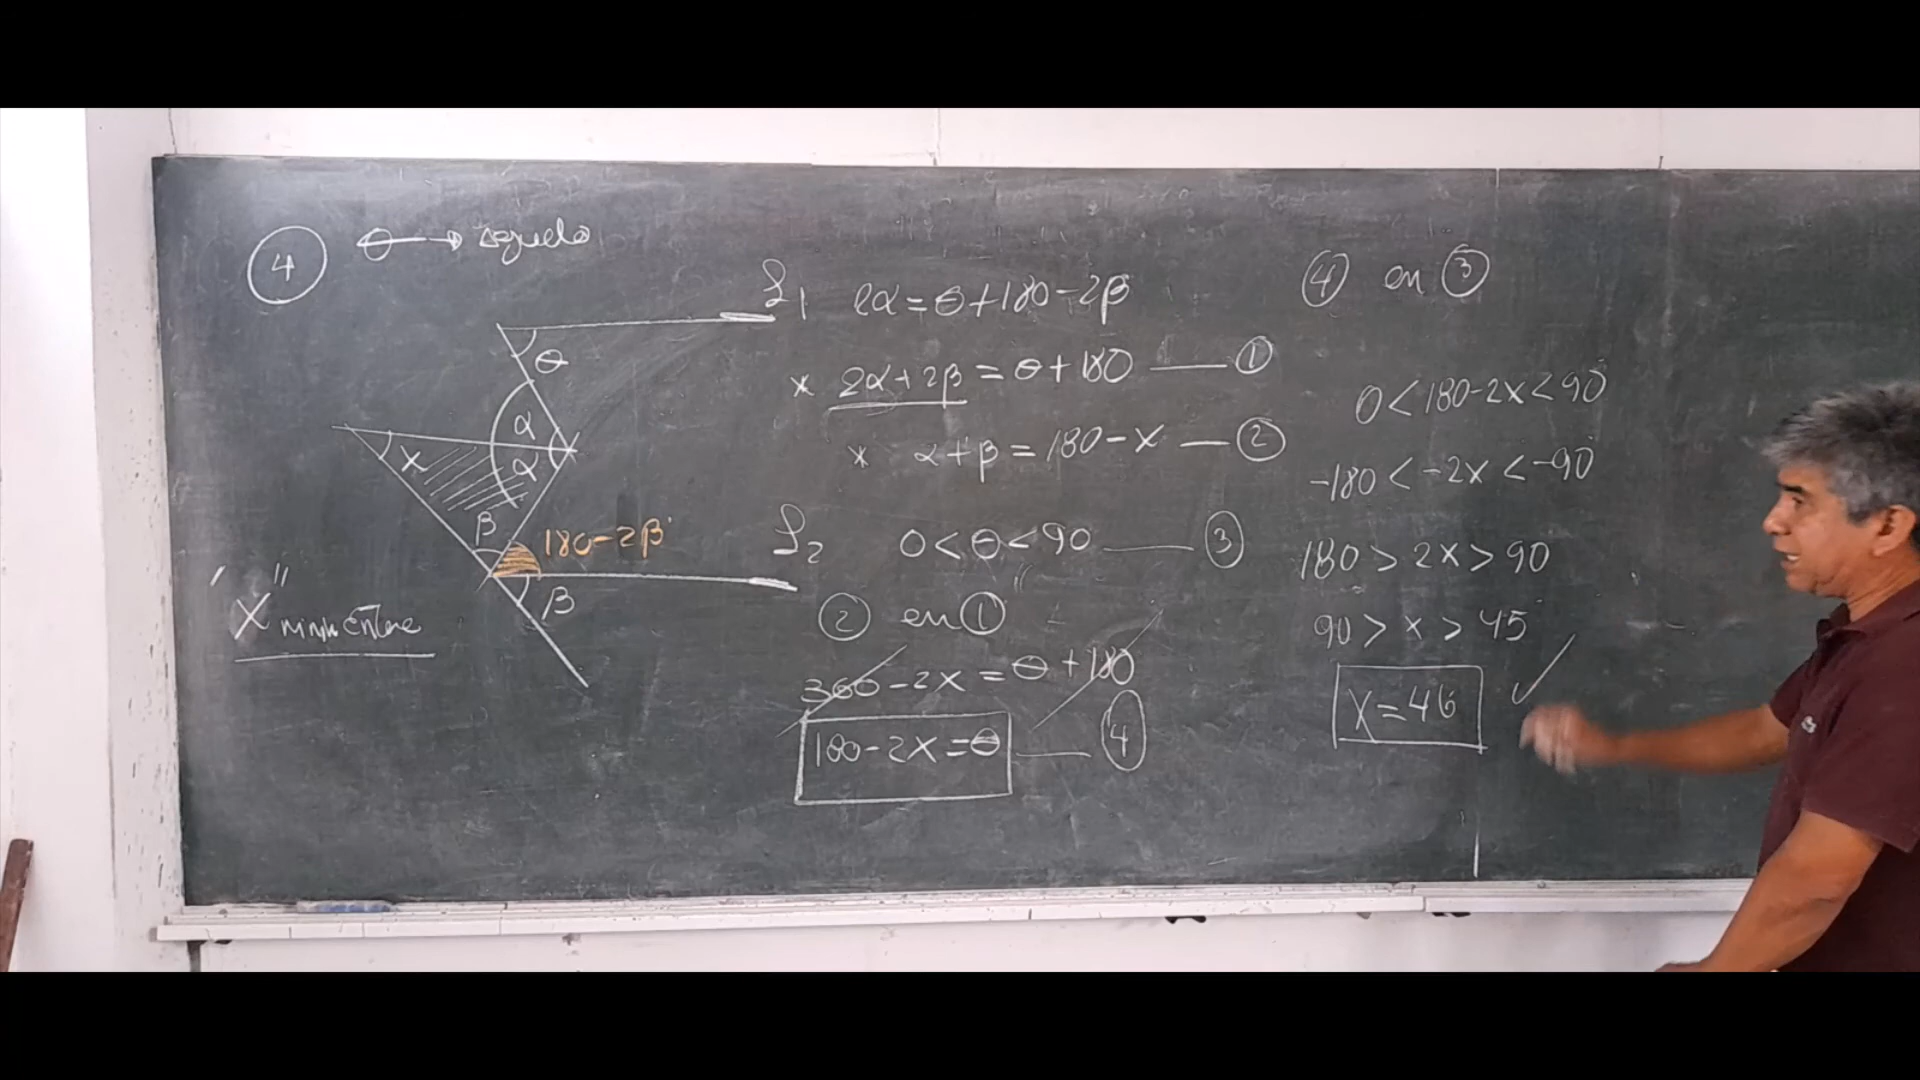 4 θ → agudo
L1
θ
α
α
x
β
180-2β
L2
β
"x" mín entero
2α=θ+180-2β
* 2α+2β=θ+180 — 1
* α+β=180-x — 2
0<θ<90 — 3
2 en 1
360-2x=θ+180
180-2x=θ — 4
4 en 3
0<180-2x<90
-180<-2x<-90
180>2x>90
90>x>45
x=46 ✓